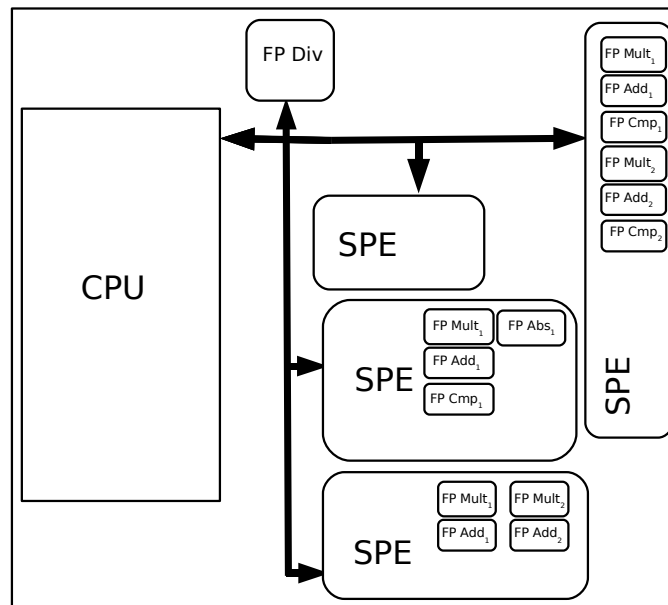 FP Div
FP Mult₁
FP Add₁
FP Cmp₁
FP Mult₂
FP Add₂
FP Cmp₂
SPE
CPU
SPE
FP Mult₁ FP Abs₁
FP Add₁
SPE
FP Cmp₁
FP Mult₁ FP Mult₂
FP Add₁ FP Add₂
SPE